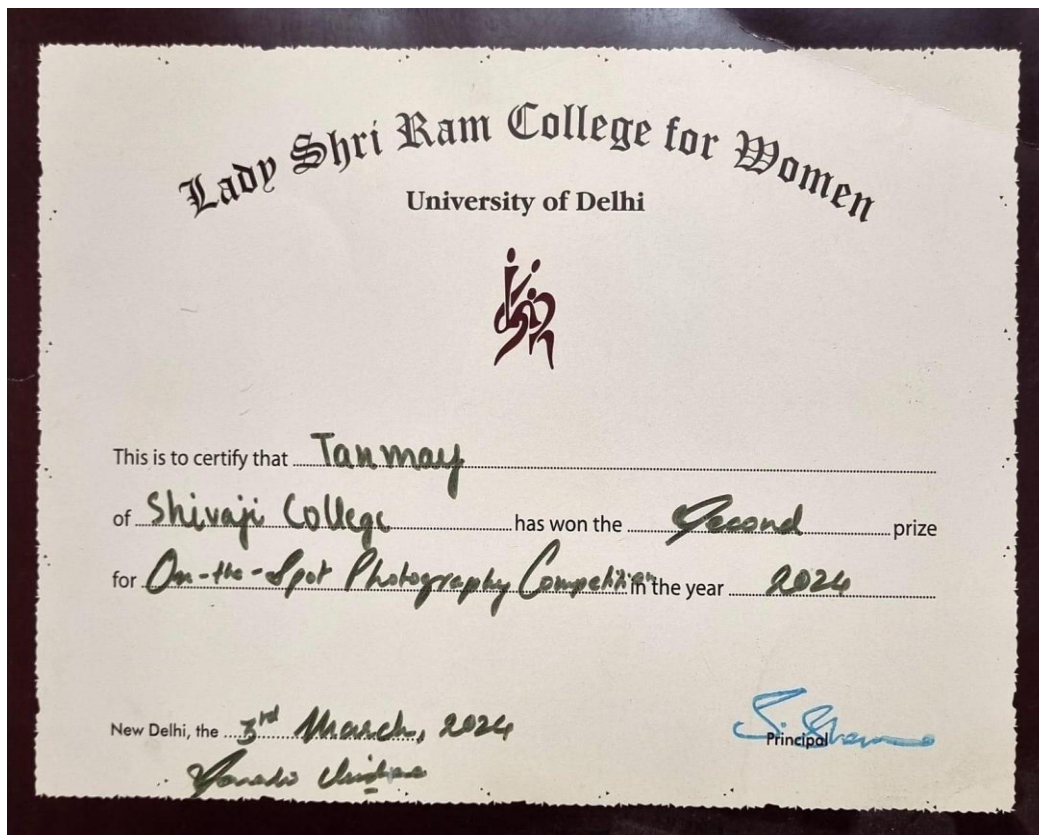 Lady Shri Ram College for Women
University of Delhi
This is to certify that Tanmay
of Shivaji College has won the Second prize
for On-the-Spot Photography Competition in the year 2024
New Delhi, the 3rd March, 2024
S. Sharma
Principal